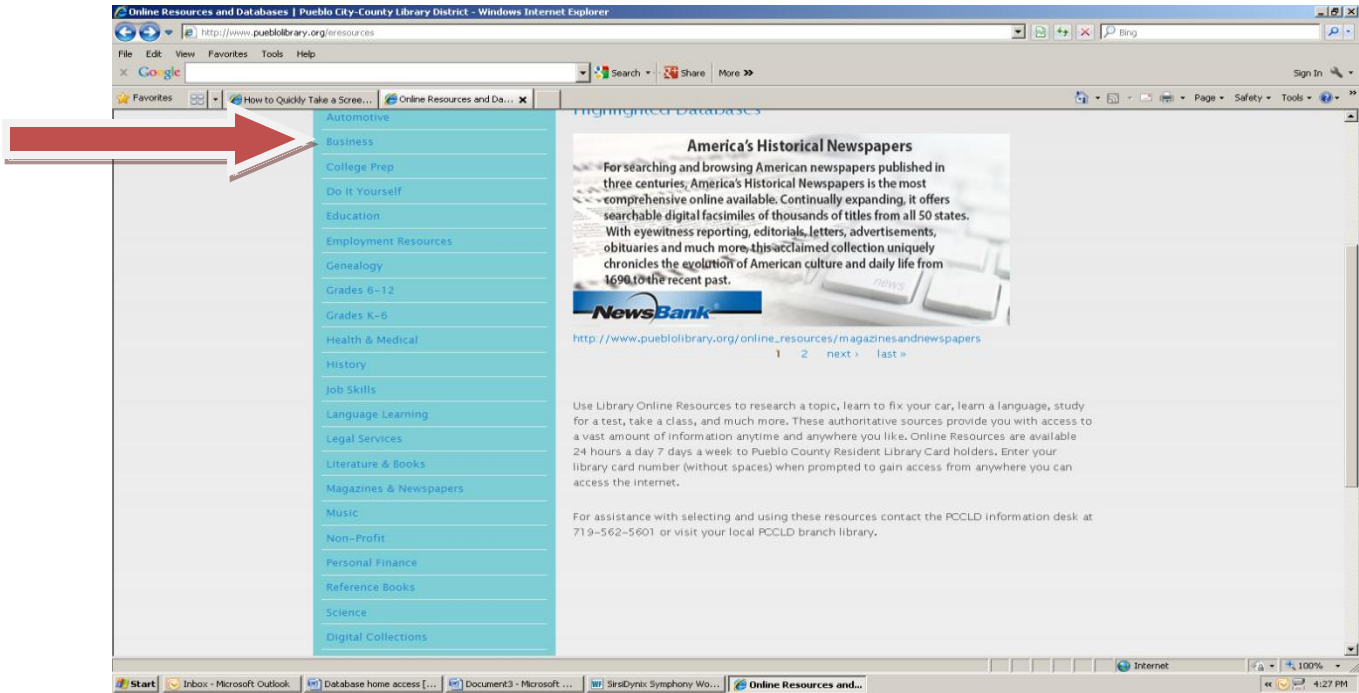 Online Resources and Databases | Pueblo City-County Library District - Windows Internet Explorer
http://www.pueblolibrary.org/eresources
Bing
File Edit View Favorites Tools Help
x Google Search Share More »
Sign In
Favorites How to Quickly Take a Scree... Online Resources and Da... x
Page Safety Tools »
Automotive
Business
College Prep
Do It Yourself
Education
Employment Resources
Genealogy
Grades 6-12
Grades K-6
Health & Medical
History
Job Skills
Language Learning
Legal Services
Literature & Books
Magazines & Newspapers
Music
Non-Profit
Personal Finance
Reference Books
Science
Digital Collections
Highlighted Databases
America's Historical Newspapers
For searching and browsing American newspapers published in
three centuries, America's Historical Newspapers is the most
comprehensive online available. Continually expanding, it offers
searchable digital facsimiles of thousands of titles from all 50 states.
With eyewitness reporting, editorials, letters, advertisements,
obituaries and much more, this acclaimed collection uniquely
chronicles the evolution of American culture and daily life from
1690 to the recent past.
news
NewsBank
http://www.pueblolibrary.org/online_resources/magazinesandnewspapers
1 2 next › last »
Use Library Online Resources to research a topic, learn to fix your car, learn a language, study
for a test, take a class, and much more. These authoritative sources provide you with access to
a vast amount of information anytime and anywhere you like. Online Resources are available
24 hours a day 7 days a week to Pueblo County Resident Library Card holders. Enter your
library card number (without spaces) when prompted to gain access from anywhere you can
access the internet.
For assistance with selecting and using these resources contact the PCCLD information desk at
719-562-5601 or visit your local PCCLD branch library.
Internet 100%
Start Inbox - Microsoft Outlook Database home access [... Document3 - Microsoft ... SirsiDynix Symphony Wo... Online Resources and... « 4:27 PM